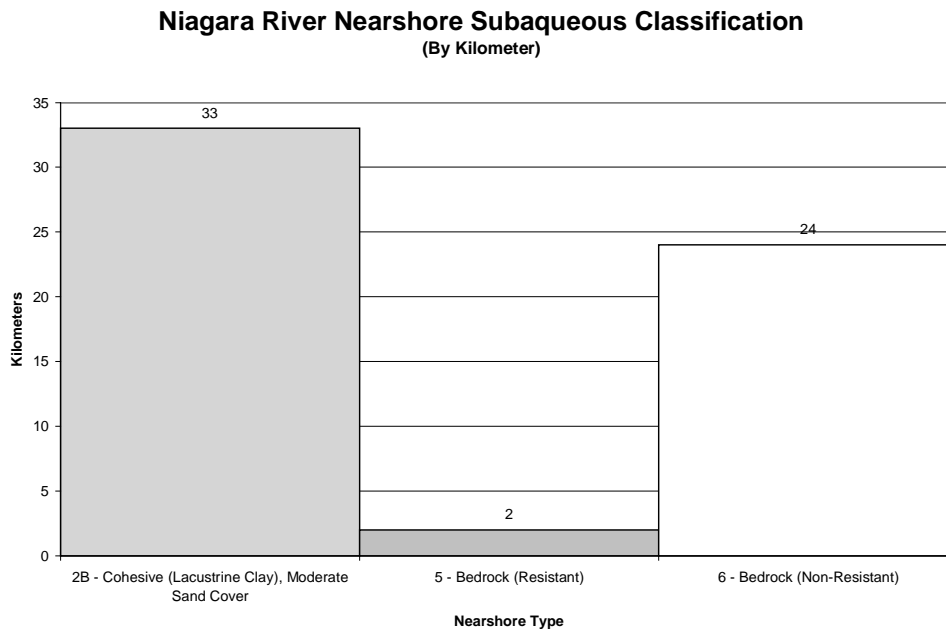 Niagara River Nearshore Subaqueous Classification
(By Kilometer)
35
33
30
25
24
20
15
10
5
2
0
Kilometers
2B - Cohesive (Lacustrine Clay), Moderate
Sand Cover
5 - Bedrock (Resistant)
6 - Bedrock (Non-Resistant)
Nearshore Type